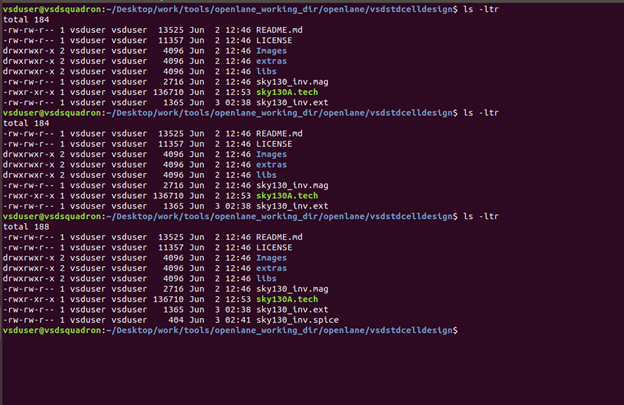 vsduser@vsdsquadron:~/Desktop/work/tools/openlane_working_dir/openlane/vsdstdcelldesign$ ls -ltr
total 184
-rw-rw-r-- 1 vsduser vsduser  13525 Jun  2 12:46 README.md
-rw-rw-r-- 1 vsduser vsduser  11357 Jun  2 12:46 LICENSE
drwxrwxr-x 2 vsduser vsduser   4096 Jun  2 12:46 Images
drwxrwxr-x 2 vsduser vsduser   4096 Jun  2 12:46 extras
drwxrwxr-x 2 vsduser vsduser   4096 Jun  2 12:46 libs
-rw-rw-r-- 1 vsduser vsduser   2716 Jun  2 12:46 sky130_inv.mag
-rwxr-xr-x 1 vsduser vsduser 136710 Jun  2 12:53 sky130A.tech
-rw-rw-r-- 1 vsduser vsduser   1365 Jun  3 02:38 sky130_inv.ext
vsduser@vsdsquadron:~/Desktop/work/tools/openlane_working_dir/openlane/vsdstdcelldesign$ ls -ltr
total 184
-rw-rw-r-- 1 vsduser vsduser  13525 Jun  2 12:46 README.md
-rw-rw-r-- 1 vsduser vsduser  11357 Jun  2 12:46 LICENSE
drwxrwxr-x 2 vsduser vsduser   4096 Jun  2 12:46 Images
drwxrwxr-x 2 vsduser vsduser   4096 Jun  2 12:46 extras
drwxrwxr-x 2 vsduser vsduser   4096 Jun  2 12:46 libs
-rw-rw-r-- 1 vsduser vsduser   2716 Jun  2 12:46 sky130_inv.mag
-rwxr-xr-x 1 vsduser vsduser 136710 Jun  2 12:53 sky130A.tech
-rw-rw-r-- 1 vsduser vsduser   1365 Jun  3 02:38 sky130_inv.ext
vsduser@vsdsquadron:~/Desktop/work/tools/openlane_working_dir/openlane/vsdstdcelldesign$ ls -ltr
total 188
-rw-rw-r-- 1 vsduser vsduser  13525 Jun  2 12:46 README.md
-rw-rw-r-- 1 vsduser vsduser  11357 Jun  2 12:46 LICENSE
drwxrwxr-x 2 vsduser vsduser   4096 Jun  2 12:46 Images
drwxrwxr-x 2 vsduser vsduser   4096 Jun  2 12:46 extras
drwxrwxr-x 2 vsduser vsduser   4096 Jun  2 12:46 libs
-rw-rw-r-- 1 vsduser vsduser   2716 Jun  2 12:46 sky130_inv.mag
-rwxr-xr-x 1 vsduser vsduser 136710 Jun  2 12:53 sky130A.tech
-rw-rw-r-- 1 vsduser vsduser   1365 Jun  3 02:38 sky130_inv.ext
-rw-rw-r-- 1 vsduser vsduser    404 Jun  3 02:41 sky130_inv.spice
vsduser@vsdsquadron:~/Desktop/work/tools/openlane_working_dir/openlane/vsdstdcelldesign$